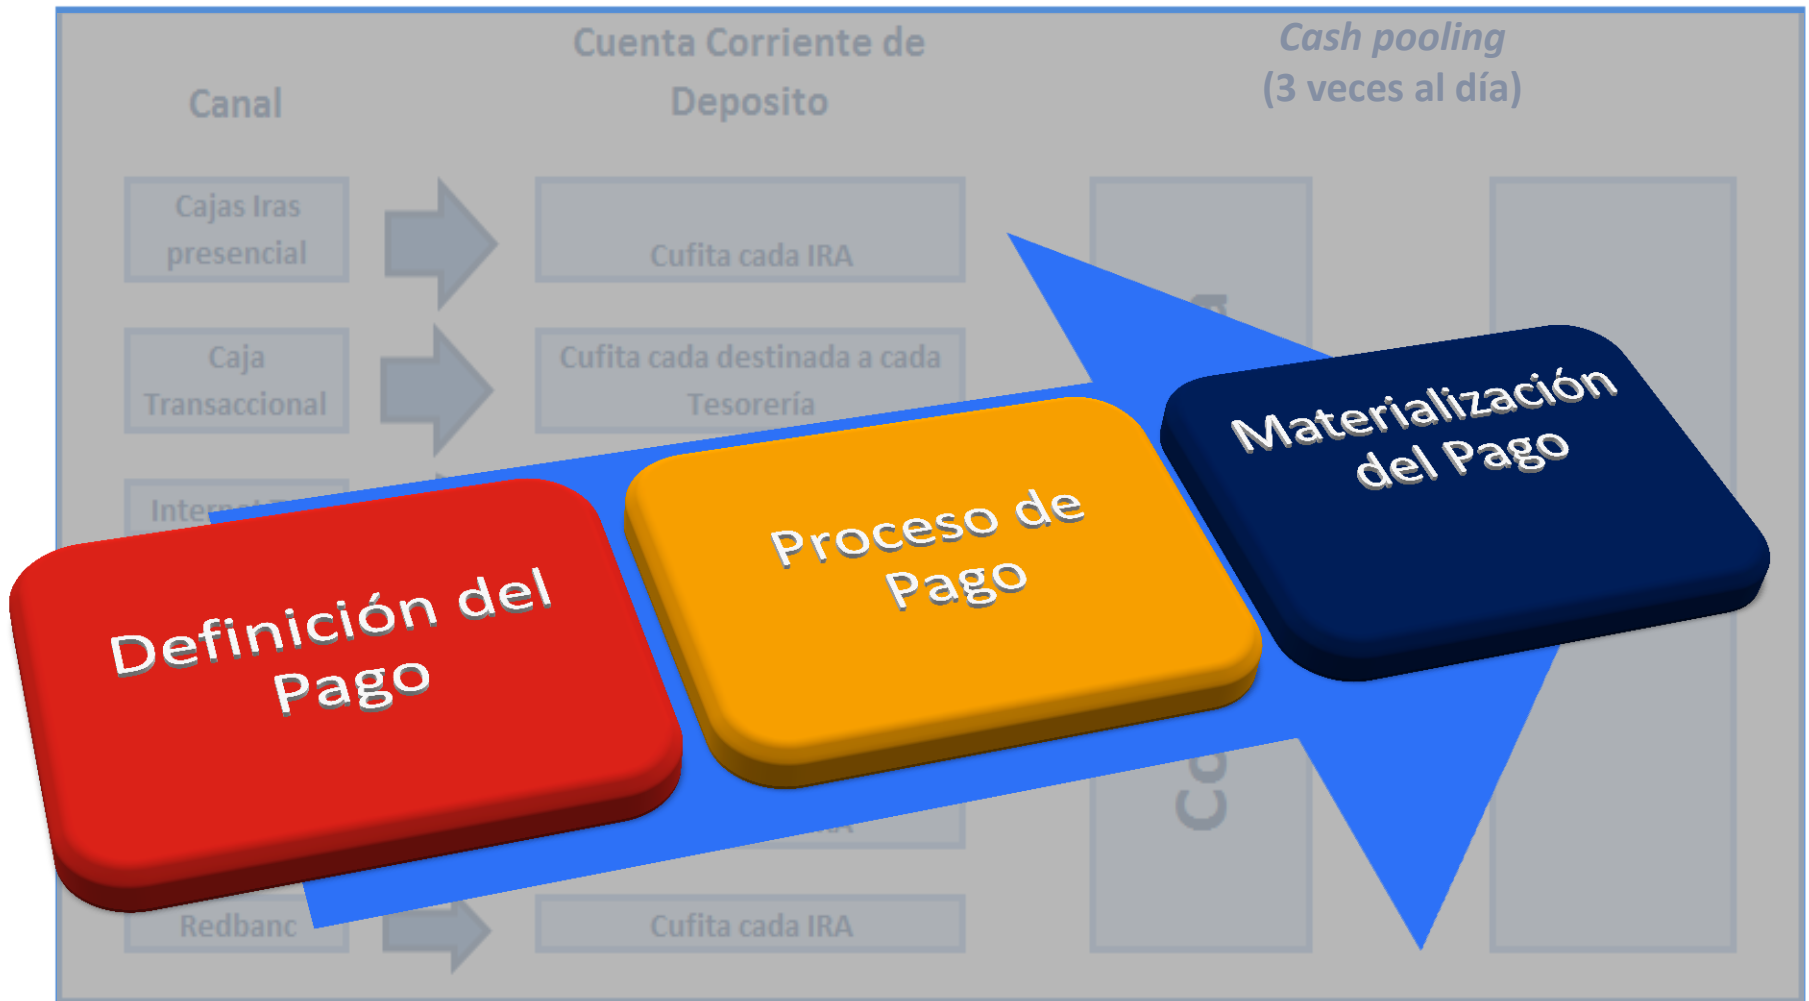 Cuenta Corriente de
Deposito
Cash pooling
(3 veces al día)
Canal
Cajas Iras
presencial
Cufita cada IRA
Caja
Transaccional
Cufita cada destinada a cada
Tesorería
Definición del
Pago
Proceso de
Pago
Materialización
del Pago
Redbanc
Cufita cada IRA